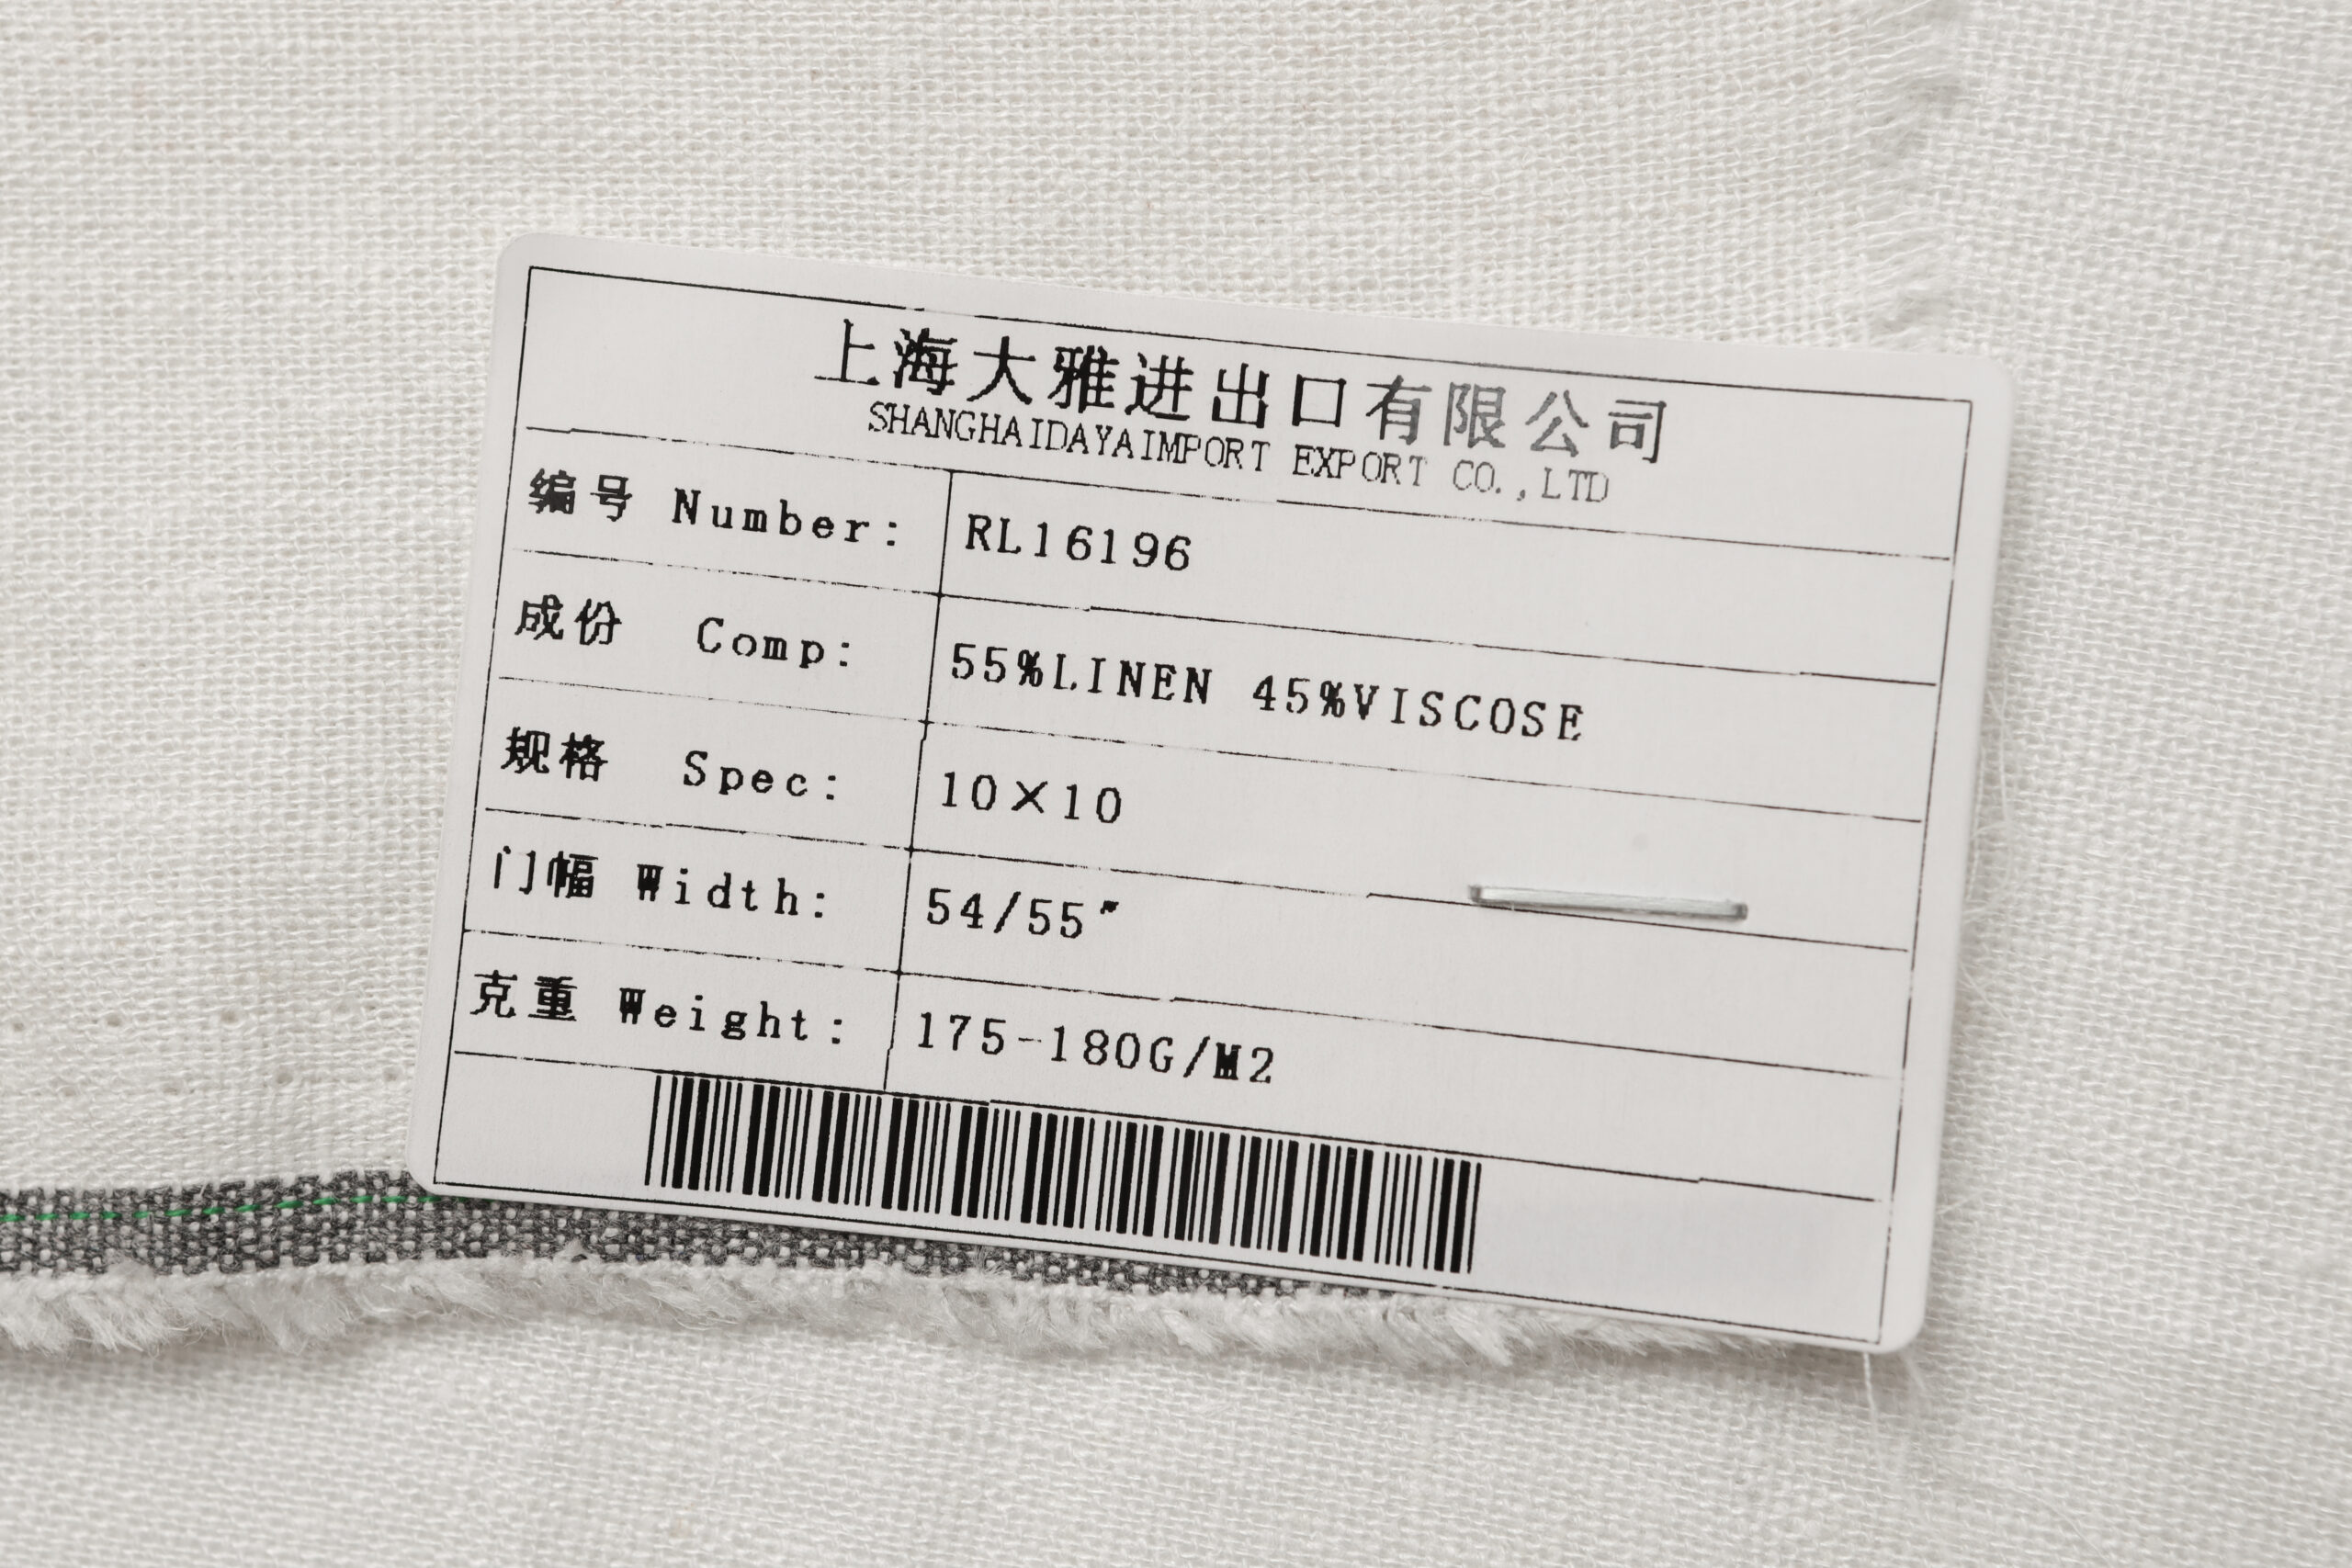 上海大雅进出口有限公司
SHANGHAIDAYAIMPORT EXPORT CO.,LTD
编号 Number: RL16196
成份 Comp: 55%LINEN 45%VISCOSE
规格 Spec: 10×10
门幅 Width: 54/55"
克重 Weight: 175-180G/M2